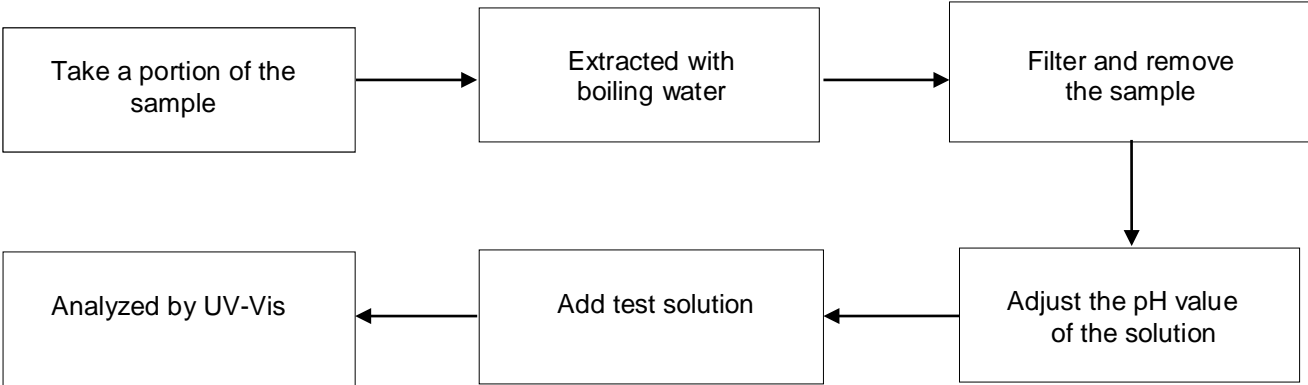 Take a portion of the
sample
Extracted with
boiling water
Filter and remove
the sample
Adjust the pH value
of the solution
Add test solution
Analyzed by UV-Vis